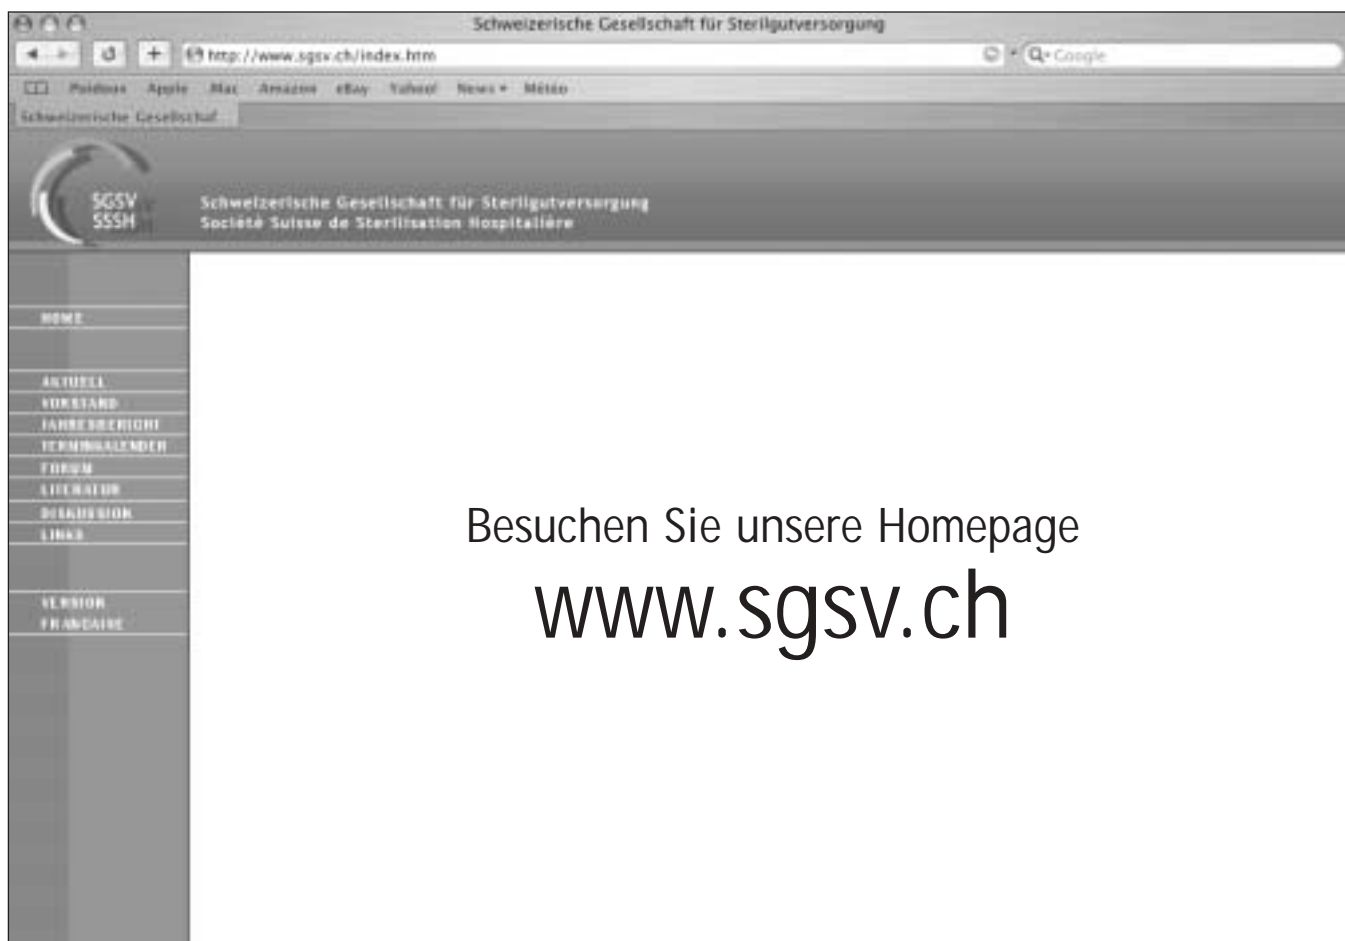 Schweizerische Gesellschaft für Sterilgutversorgung
http://www.sgsv.ch/index.htm
Google
Apple Mac Amazon eBay Yahoo! News Météo
Schweizerische Gesellschaf
SGSV
SSSH
Schweizerische Gesellschaft für Sterilgutversorgung
Société Suisse de Sterilisation Hospitalière
HOME
AKTUELL
VORSTAND
JAHRESBERICHT
TERMINKALENDER
FORUM
LITERATUR
DISKUSSION
LINKS
VERSION
FRANCAISE
Besuchen Sie unsere Homepage
www.sgsv.ch